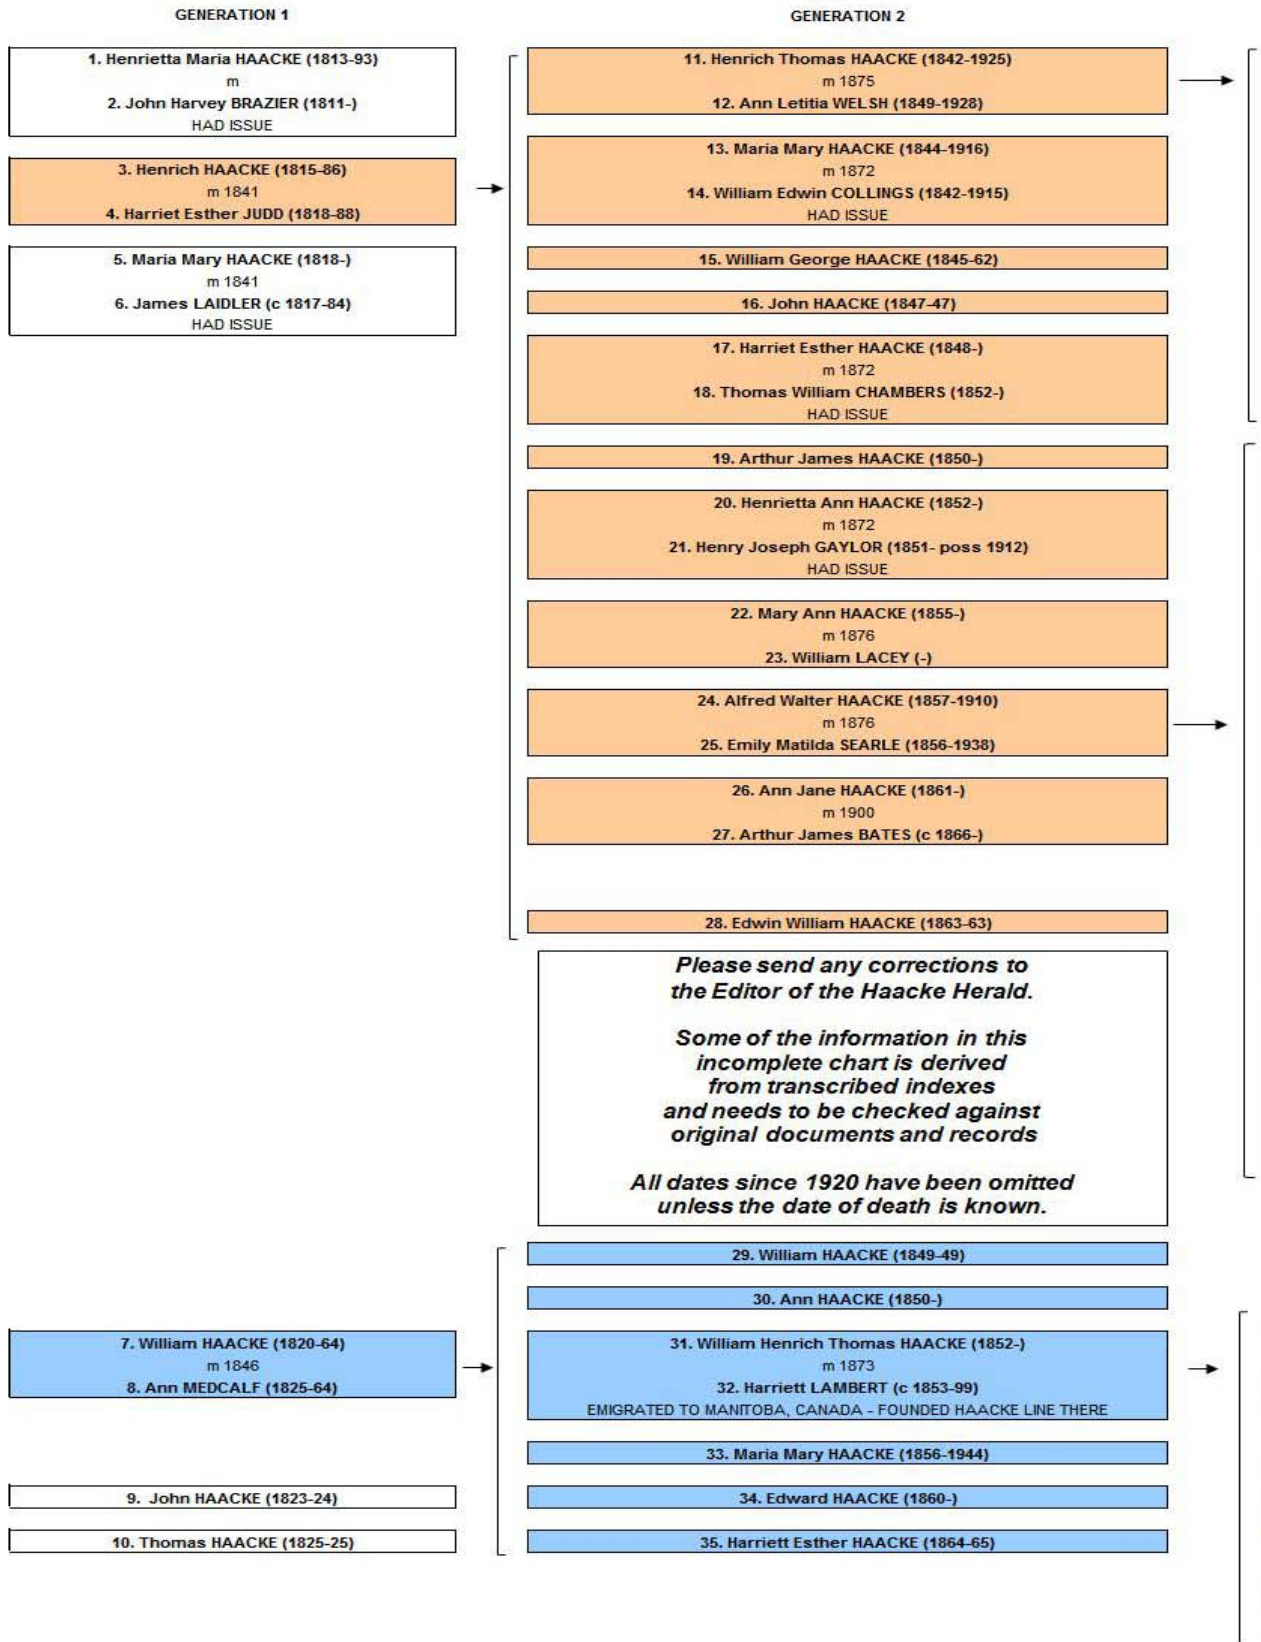 GENERATION 1
1. Henrietta Maria HAACKE (1813-93)
m
2. John Harvey BRAZIER (1811-)
HAD ISSUE
3. Henrich HAACKE (1815-86)
m 1841
4. Harriet Esther JUDD (1818-88)
5. Maria Mary HAACKE (1818-)
m 1841
6. James LAIDLER (c 1817-84)
HAD ISSUE
7. William HAACKE (1820-64)
m 1846
8. Ann MEDCALF (1825-64)
9. John HAACKE (1823-24)
10. Thomas HAACKE (1825-25)
GENERATION 2
11. Henrich Thomas HAACKE (1842-1925)
m 1875
12. Ann Letitia WELSH (1849-1928)
13. Maria Mary HAACKE (1844-1916)
m 1872
14. William Edwin COLLINGS (1842-1915)
HAD ISSUE
15. William George HAACKE (1845-62)
16. John HAACKE (1847-47)
17. Harriet Esther HAACKE (1848-)
m 1872
18. Thomas William CHAMBERS (1852-)
HAD ISSUE
19. Arthur James HAACKE (1850-)
20. Henrietta Ann HAACKE (1852-)
m 1872
21. Henry Joseph GAYLOR (1851- poss 1912)
HAD ISSUE
22. Mary Ann HAACKE (1855-)
m 1876
23. William LACEY (-)
24. Alfred Walter HAACKE (1857-1910)
m 1876
25. Emily Matilda SEARLE (1856-1938)
26. Ann Jane HAACKE (1861-)
m 1900
27. Arthur James BATES (c 1866-)
28. Edwin William HAACKE (1863-63)
Please send any corrections to
the Editor of the Haacke Herald.
Some of the information in this
incomplete chart is derived
from transcribed indexes
and needs to be checked against
original documents and records
All dates since 1920 have been omitted
unless the date of death is known.
29. William HAACKE (1849-49)
30. Ann HAACKE (1850-)
31. William Henrich Thomas HAACKE (1852-)
m 1873
32. Harriett LAMBERT (c 1853-99)
EMIGRATED TO MANITOBA, CANADA - FOUNDED HAACKE LINE THERE
33. Maria Mary HAACKE (1856-1944)
34. Edward HAACKE (1860-)
35. Harriett Esther HAACKE (1864-65)